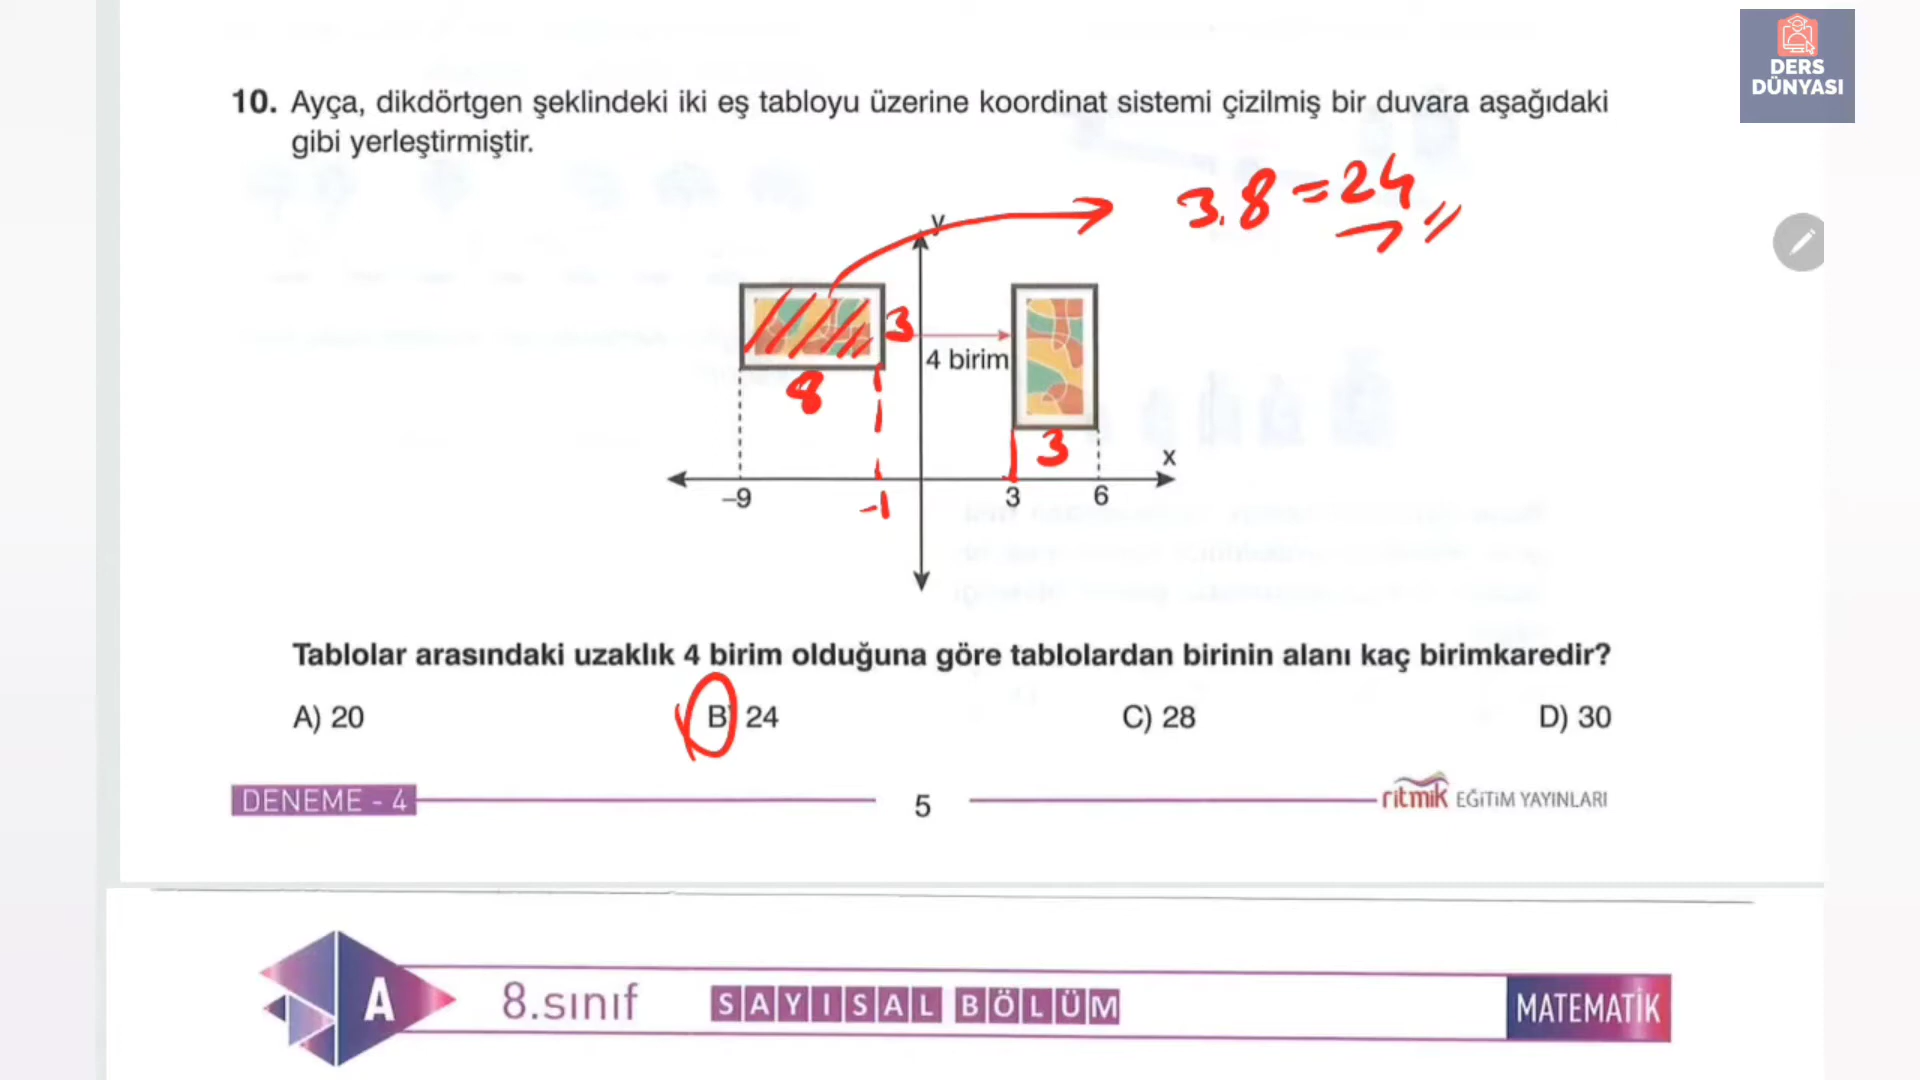 DERS
DÜNYASI
10. Ayça, dikdörtgen şeklindeki iki eş tabloyu üzerine koordinat sistemi çizilmiş bir duvara aşağıdaki
gibi yerleştirmiştir.
3.8=24
y
3
4 birim
8
3
x
–9
-1
3
6
Tablolar arasındaki uzaklık 4 birim olduğuna göre tablolardan birinin alanı kaç birimkaredir?
A) 20
B) 24
C) 28
D) 30
DENEME - 4
5
ritmik EĞİTİM YAYINLARI
A
8.sınıf
SAYISAL BÖLÜM
MATEMATİK